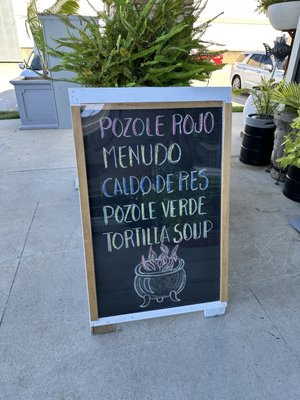 POZOLE ROJO
MENUDO
CALDO DE RES
POZOLE VERDE
TORTILLA SOUP